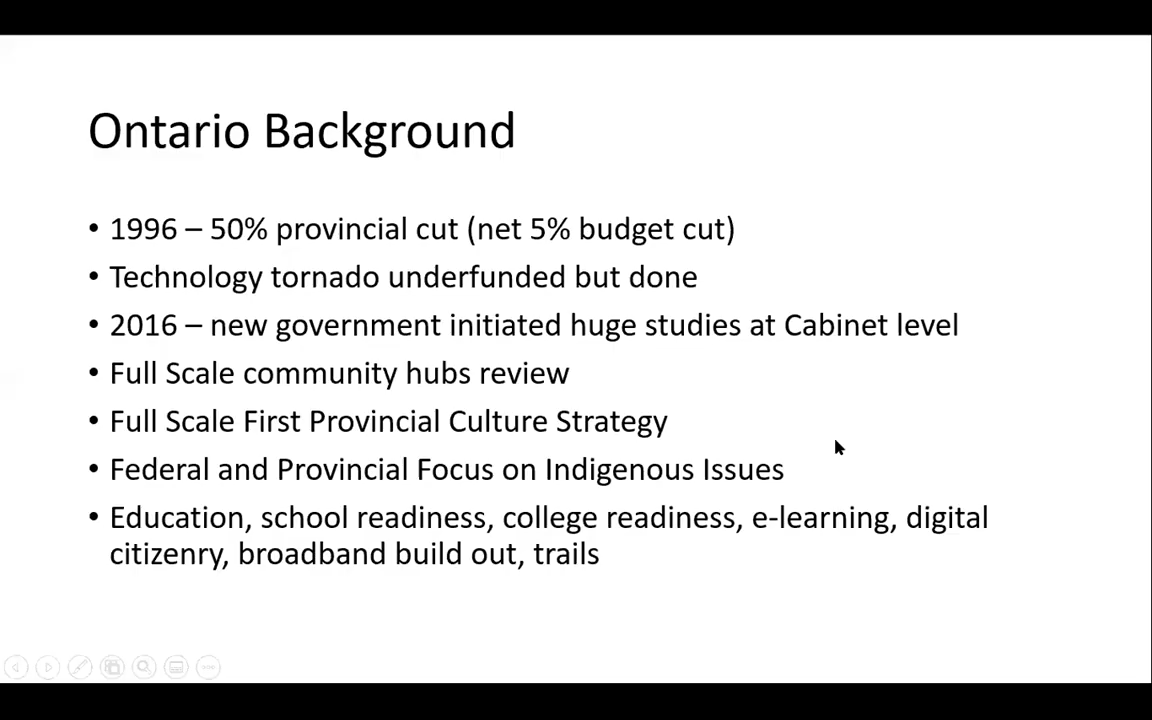 Ontario Background
• 1996 – 50% provincial cut (net 5% budget cut)
• Technology tornado underfunded but done
• 2016 – new government initiated huge studies at Cabinet level
• Full Scale community hubs review
• Full Scale First Provincial Culture Strategy
• Federal and Provincial Focus on Indigenous Issues
• Education, school readiness, college readiness, e-learning, digital
citizenry, broadband build out, trails